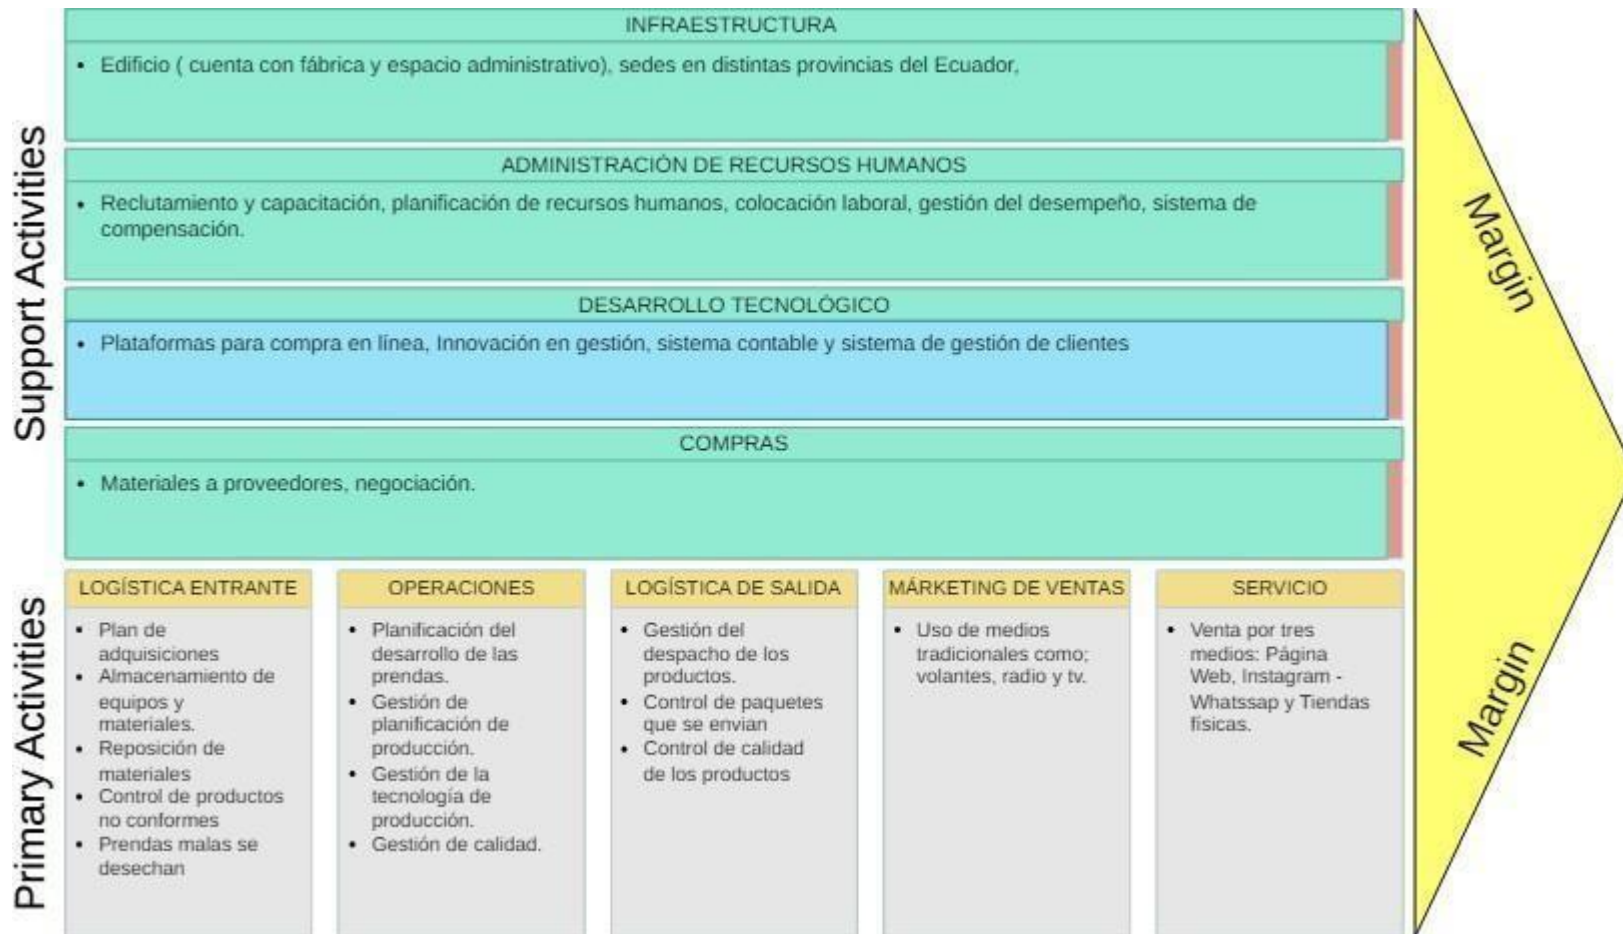 Support Activities
INFRAESTRUCTURA
• Edificio ( cuenta con fábrica y espacio administrativo), sedes en distintas provincias del Ecuador,
ADMINISTRACIÓN DE RECURSOS HUMANOS
• Reclutamiento y capacitación, planificación de recursos humanos, colocación laboral, gestión del desempeño, sistema de
compensación.
DESARROLLO TECNOLÓGICO
• Plataformas para compra en línea, Innovación en gestión, sistema contable y sistema de gestión de clientes
COMPRAS
• Materiales a proveedores, negociación.
Primary Activities
LOGÍSTICA ENTRANTE
• Plan de
adquisiciones
• Almacenamiento de
equipos y
materiales.
• Reposición de
materiales
• Control de productos
no conformes
• Prendas malas se
desechan
OPERACIONES
• Planificación del
desarrollo de las
prendas.
• Gestión de
planificación de
producción.
• Gestión de la
tecnología de
producción.
• Gestión de calidad.
LOGÍSTICA DE SALIDA
• Gestión del
despacho de los
productos.
• Control de paquetes
que se envian
• Control de calidad
de los productos
MÁRKETING DE VENTAS
• Uso de medios
tradicionales como;
volantes, radio y tv.
SERVICIO
• Venta por tres
medios: Página
Web, Instagram -
Whatssap y Tiendas
físicas.
Margin
Margin